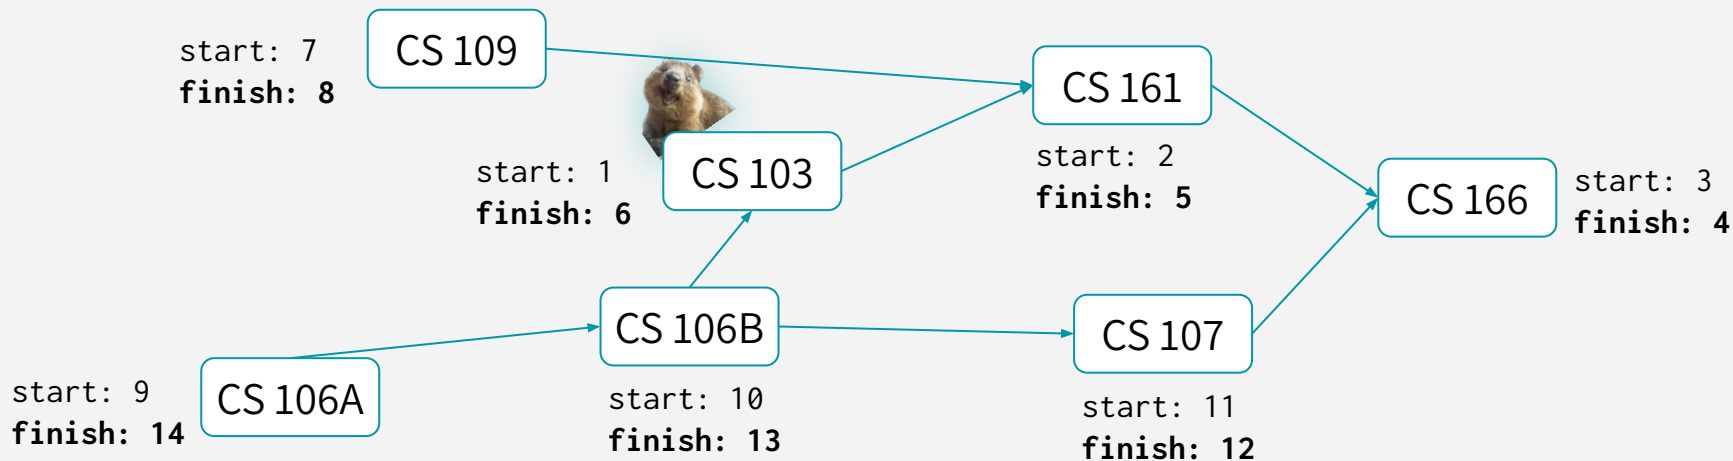 start: 7
finish: 8
CS 109
CS 161
start: 2
finish: 5
start: 1
finish: 6
CS 103
CS 166
start: 3
finish: 4
CS 106B
start: 10
finish: 13
CS 107
start: 11
finish: 12
start: 9
finish: 14
CS 106A